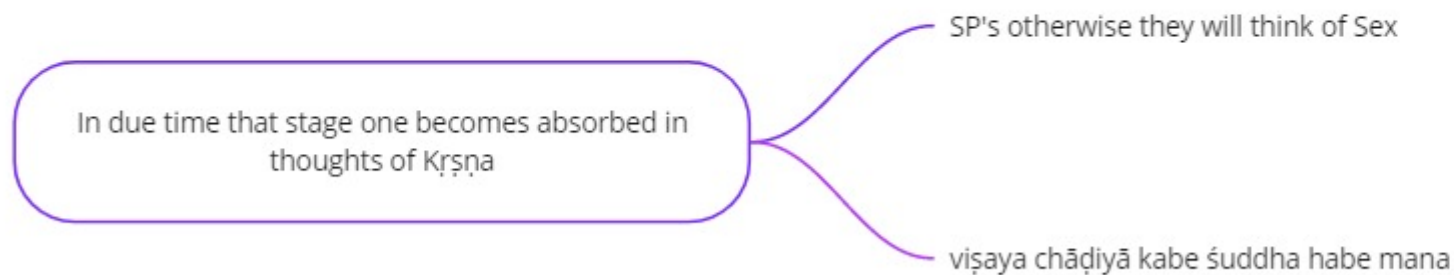 In due time that stage one becomes absorbed in
thoughts of Kṛṣṇa
SP's otherwise they will think of Sex
viṣaya chāḍiyā kabe śuddha habe mana